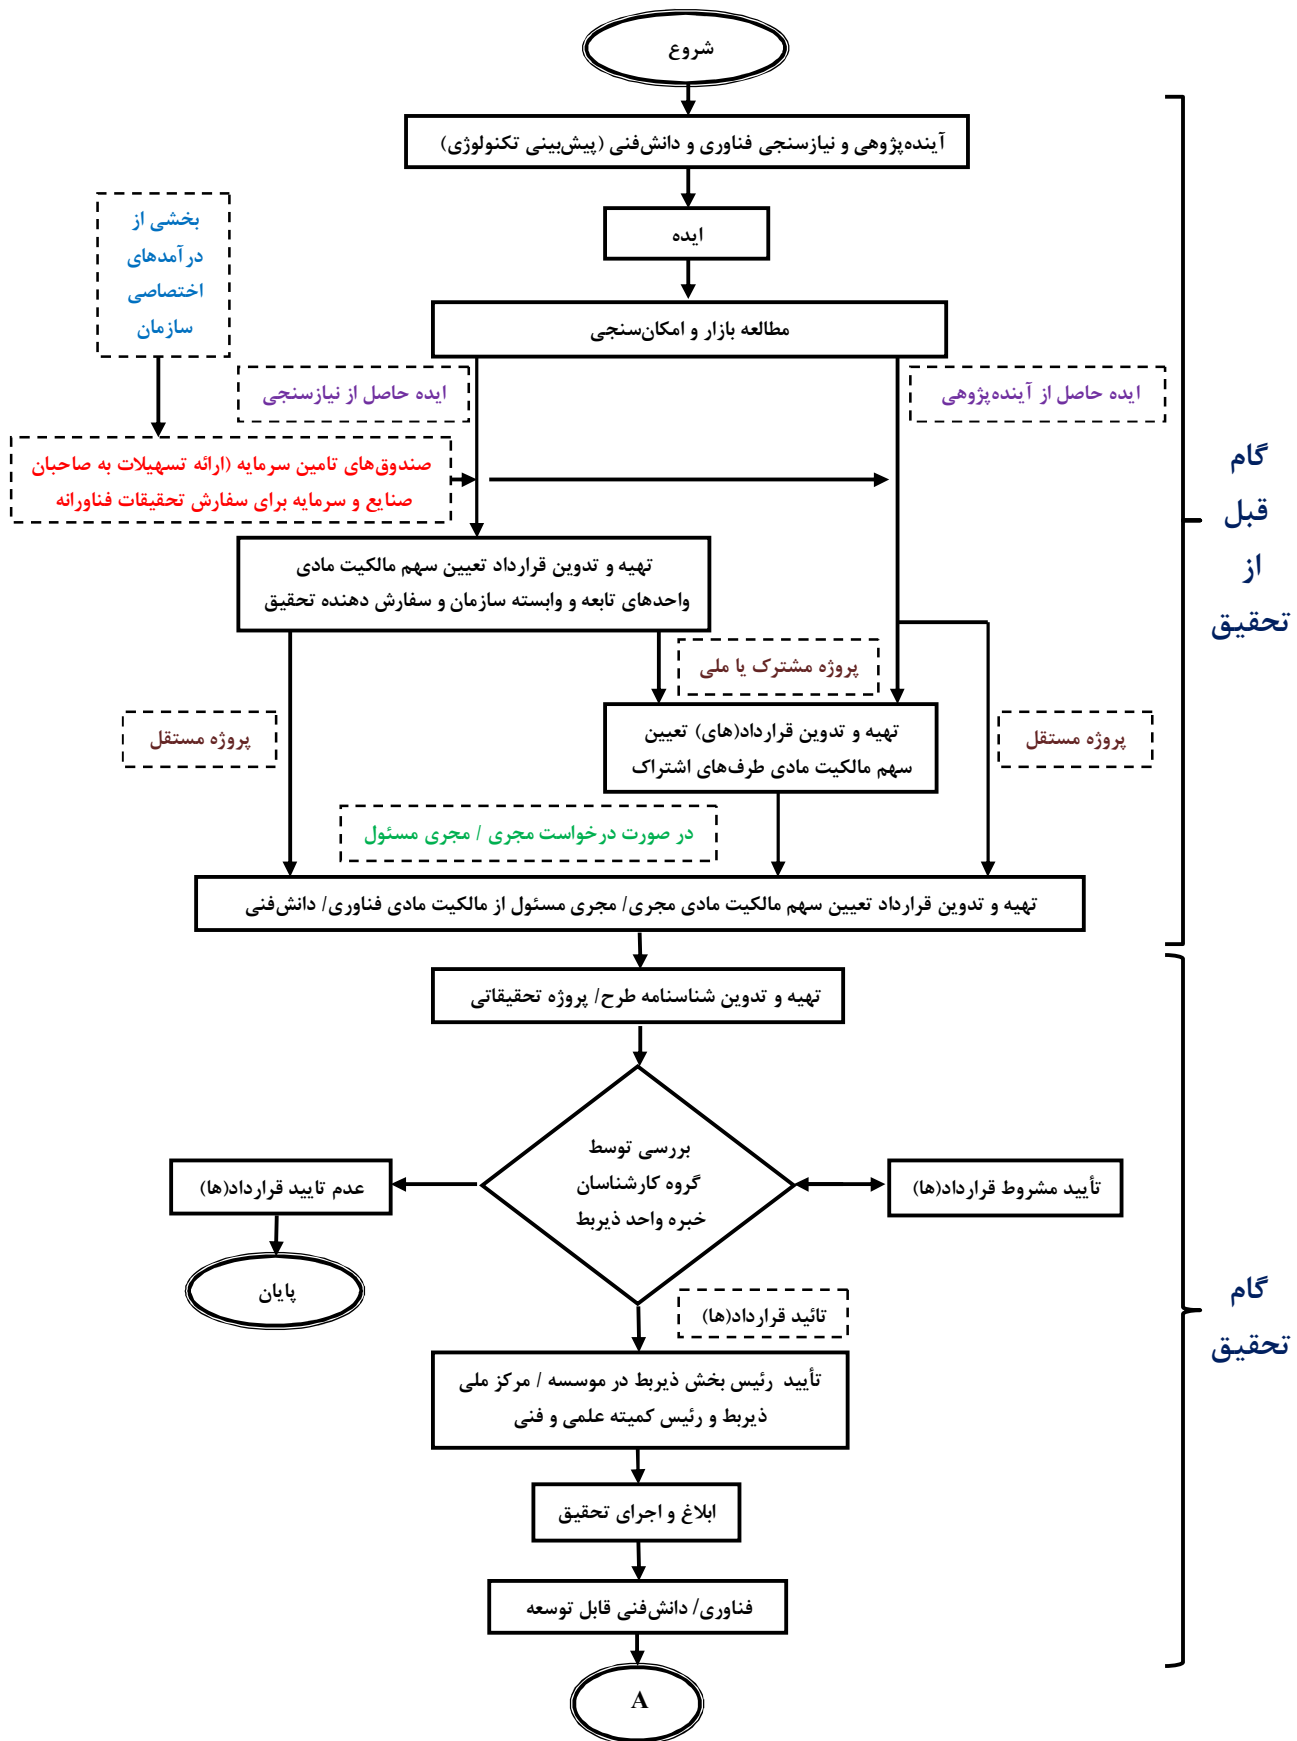 شروع
آینده‌پژوهی و نیازسنجی فناوری و دانش‌فنی (پیش‌بینی تکنولوژی)
ایده
بخشی از
درآمدهای
اختصاصی
سازمان
مطالعه بازار و امکان‌سنجی
ایده حاصل از آینده‌پژوهی
ایده حاصل از نیازسنجی
صندوق‌های تامین سرمایه (ارائه تسهیلات به صاحبان
صنایع و سرمایه برای سفارش تحقیقات فناورانه
گام
قبل
از
تحقیق
تهیه و تدوین قرارداد تعیین سهم مالکیت مادی
واحدهای تابعه و وابسته سازمان و سفارش دهنده تحقیق
پروژه مشترک یا ملی
پروژه مستقل
تهیه و تدوین قرارداد(های) تعیین
سهم مالکیت مادی طرف‌های اشتراک
پروژه مستقل
در صورت درخواست مجری / مجری مسئول
تهیه و تدوین قرارداد تعیین سهم مالکیت مادی مجری/ مجری مسئول از مالکیت مادی فناوری/ دانش‌فنی
تهیه و تدوین شناسنامه طرح/ پروژه تحقیقاتی
بررسی توسط
گروه کارشناسان
خبره واحد ذیربط
تأیید مشروط قرارداد(ها)
عدم تایید قرارداد(ها)
پایان
تائید قرارداد(ها)
گام
تحقیق
تأیید رئیس بخش ذیربط در موسسه / مرکز ملی
ذیربط و رئیس کمیته علمی و فنی
ابلاغ و اجرای تحقیق
فناوری/ دانش‌فنی قابل توسعه
A